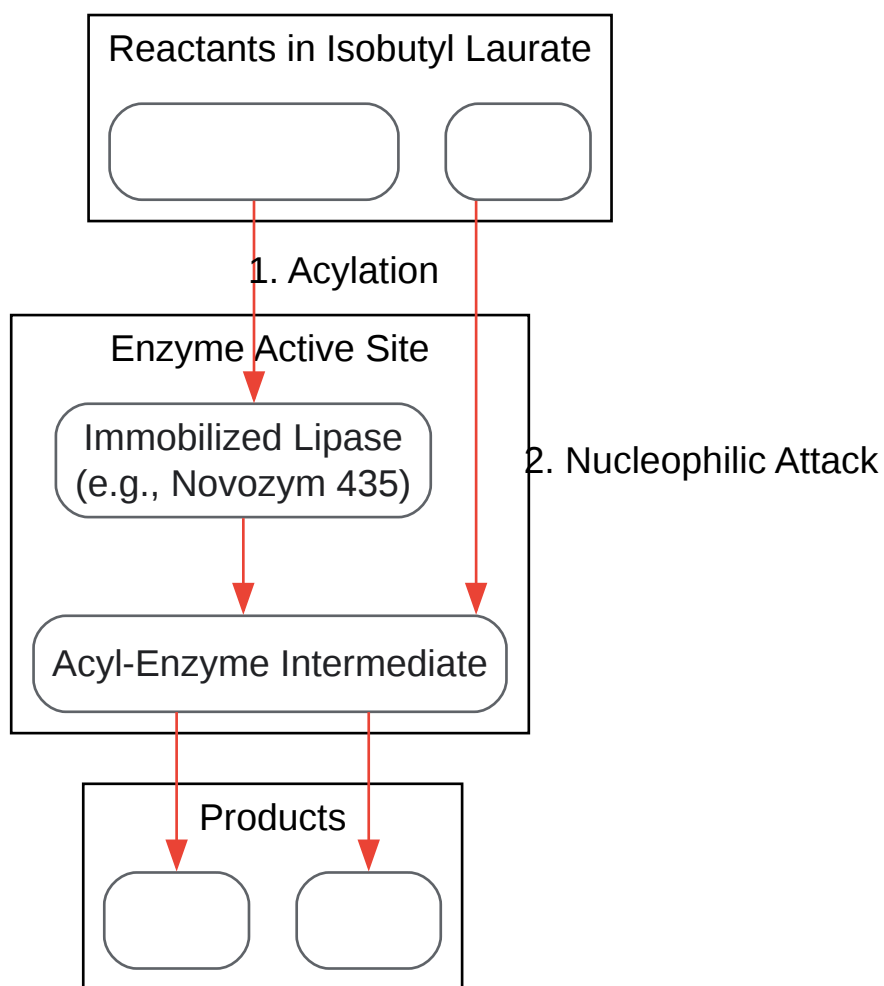 Reactants in Isobutyl Laurate
1. Acylation
Enzyme Active Site
Immobilized Lipase
(e.g., Novozym 435)
2. Nucleophilic Attack
Acyl-Enzyme Intermediate
Products